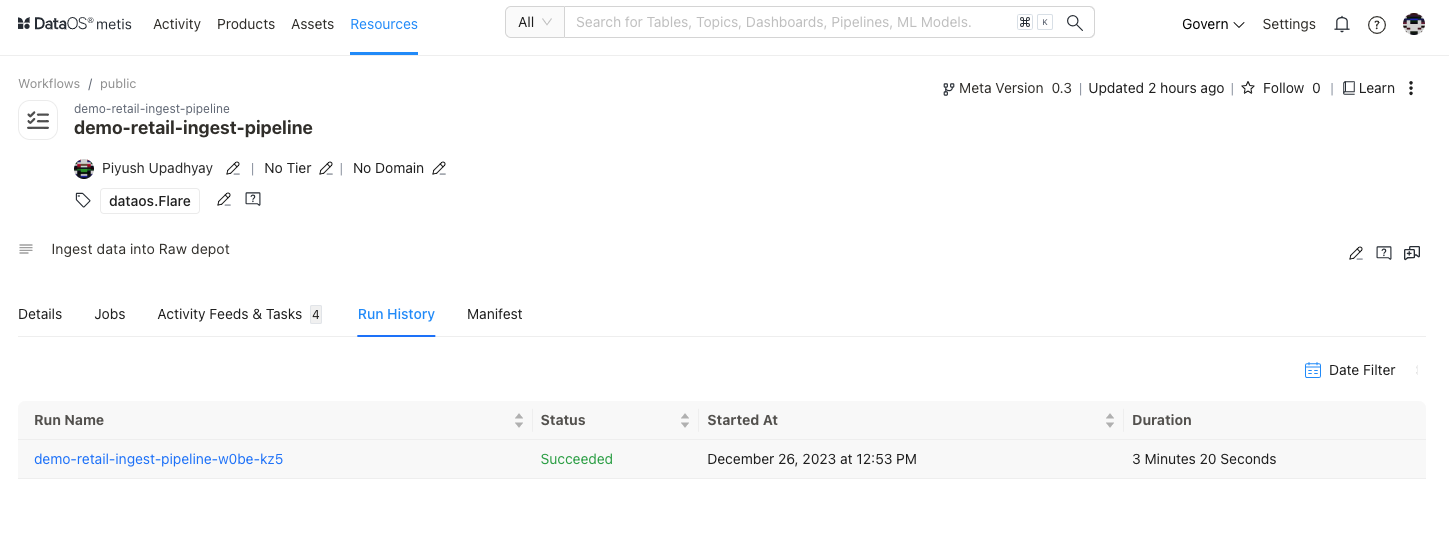 DataOS® metis Activity Products Assets Resources All Search for Tables, Topics, Dashboards, Pipelines, ML Models. ⌘ K Govern Settings
Workflows / public
Meta Version 0.3 | Updated 2 hours ago | Follow 0 | Learn
demo-retail-ingest-pipeline
demo-retail-ingest-pipeline
Piyush Upadhyay | No Tier | No Domain
dataos.Flare
Ingest data into Raw depot
Details Jobs Activity Feeds & Tasks 4 Run History Manifest
Date Filter
Run Name Status Started At Duration
demo-retail-ingest-pipeline-w0be-kz5 Succeeded December 26, 2023 at 12:53 PM 3 Minutes 20 Seconds